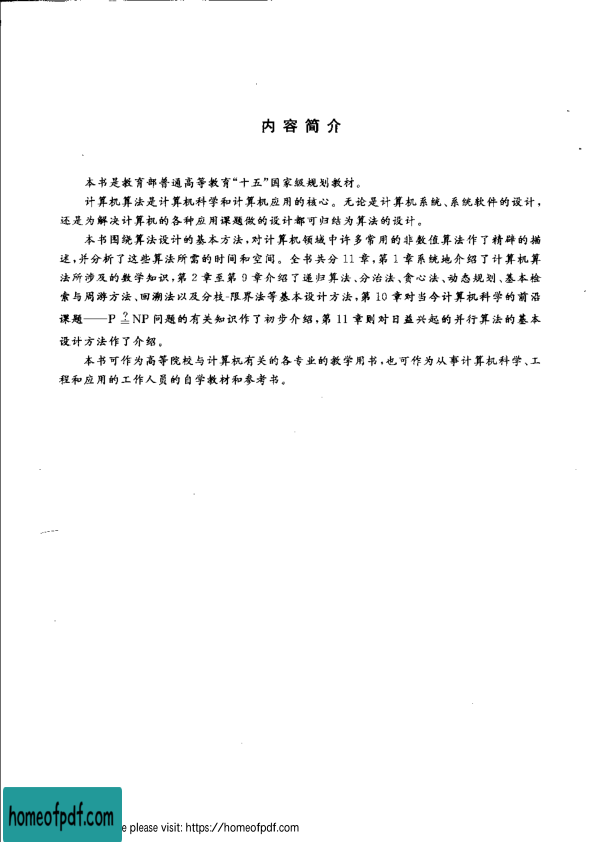 内容简介
本书是教育部普通高等教育“十五”国家级规划教材。
计算机算法是计算机科学和计算机应用的核心。无论是计算机系统、系统软件的设计，
还是为解决计算机的各种应用课题做的设计都可归结为算法的设计。
本书围绕算法设计的基本方法，对计算机领域中许多常用的非数值算法作了精辟的描
述，并分析了这些算法所需的时间和空间。全书共分 11 章，第 1 章系统地介绍了计算机算
法所涉及的数学知识，第 2 章至第 9 章介绍了递归算法、分治法、贪心法、动态规划、基本检
索与周游方法、回溯法以及分枝-限界法等基本设计方法，第 10 章对当今计算机科学的前沿
课题——P ≟ NP 问题的有关知识作了初步介绍，第 11 章则对日益兴起的并行算法的基本
设计方法作了介绍。
本书可作为高等院校与计算机有关的各专业的教学用书，也可作为从事计算机科学、工
程和应用的工作人员的自学教材和参考书。
homeofpdf.com
e please visit: https://homeofpdf.com